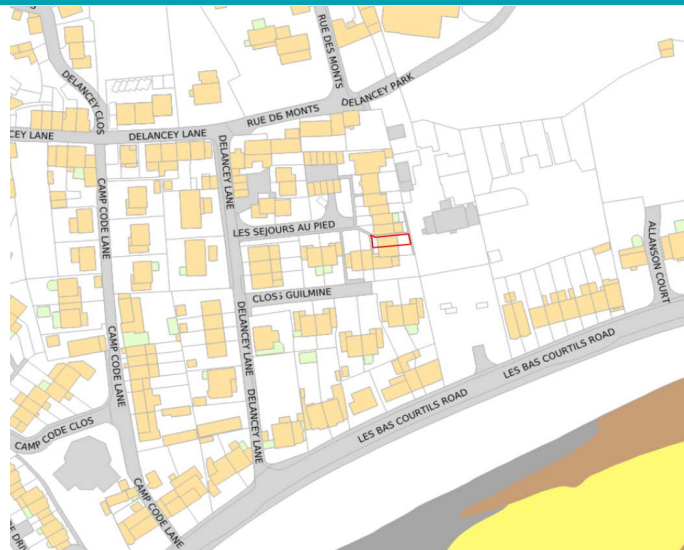 DELANCEY CLOS
RUE DES MONTS
DELANCEY PARK
RUE DE MONTS
CEY LANE
DELANCEY LANE
DELANCEY LANE
CAMP CODE LANE
LES SEJOURS AU PIED
ALLANSON COURT
CLOS GUILMINE
DELANCEY LANE
CAMP CODE LANE
LES BAS COURTILS ROAD
DELANCEY LANE
LES BAS COURTILS ROAD
CAMP CODE CLOS
CAMP CODE LANE